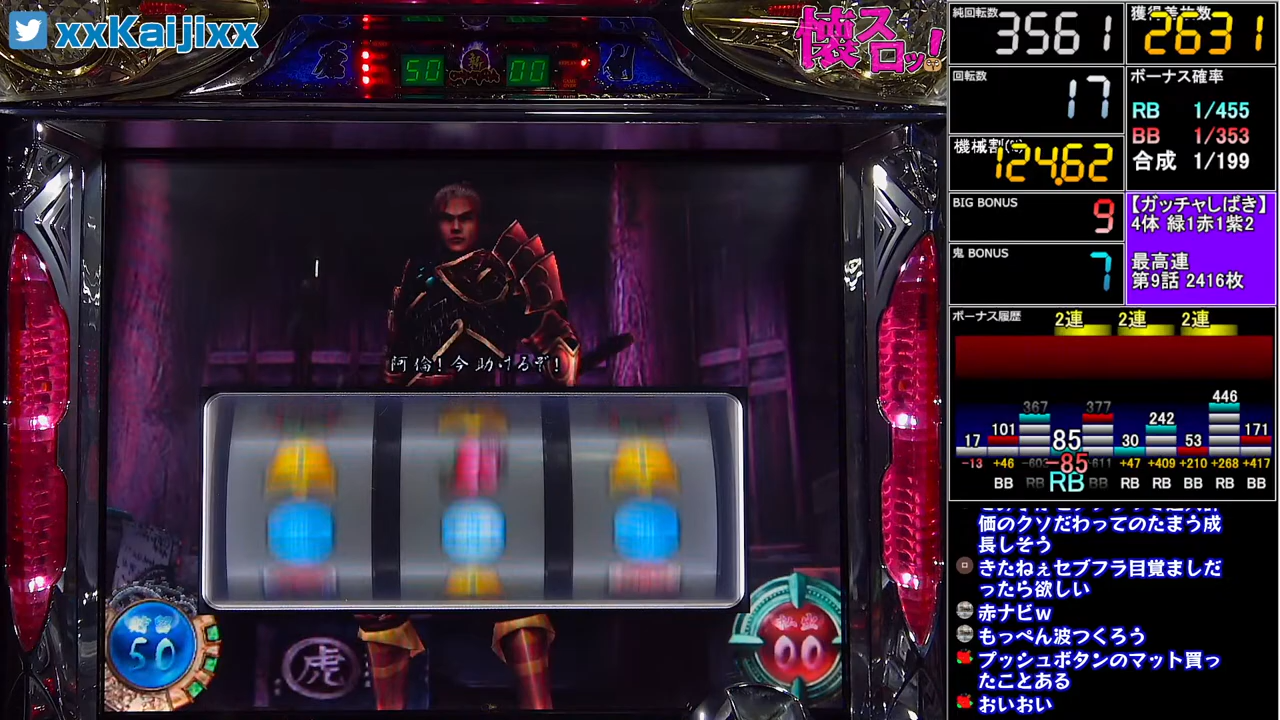 xxKaijixx
懐スロッ!
50
00
阿倫！今助けるぞ！
50
虎
00
純回転数
3561
獲得差枚数
2631
回転数
17
ボーナス確率
RB 1/455
BB 1/353
合成 1/199
機械割(%)
124.62
BIG BONUS
9
鬼 BONUS
7
【ガッチャしばき】
4体 緑1赤1紫2
最高連
第9話 2416枚
ボーナス履歴
2連 2連 2連
17 101 367 85 377 30 242 53 446 171
-13 +46 -85 +47 +409 +210 +268 +417
BB RB RB BB RB RB BB RB BB
価のクソだわってのたまう成
長しそう
きたねぇセブフラ目覚ましだ
ったら欲しい
赤ナビw
もっぺん波つくろう
プッシュボタンのマット買っ
たことある
おいおい